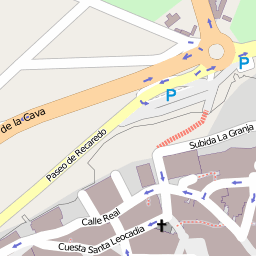 de la Cava
P
P
Paseo de Recaredo
Subida La Granja
Calle Real
Cuesta Santa Leocadia